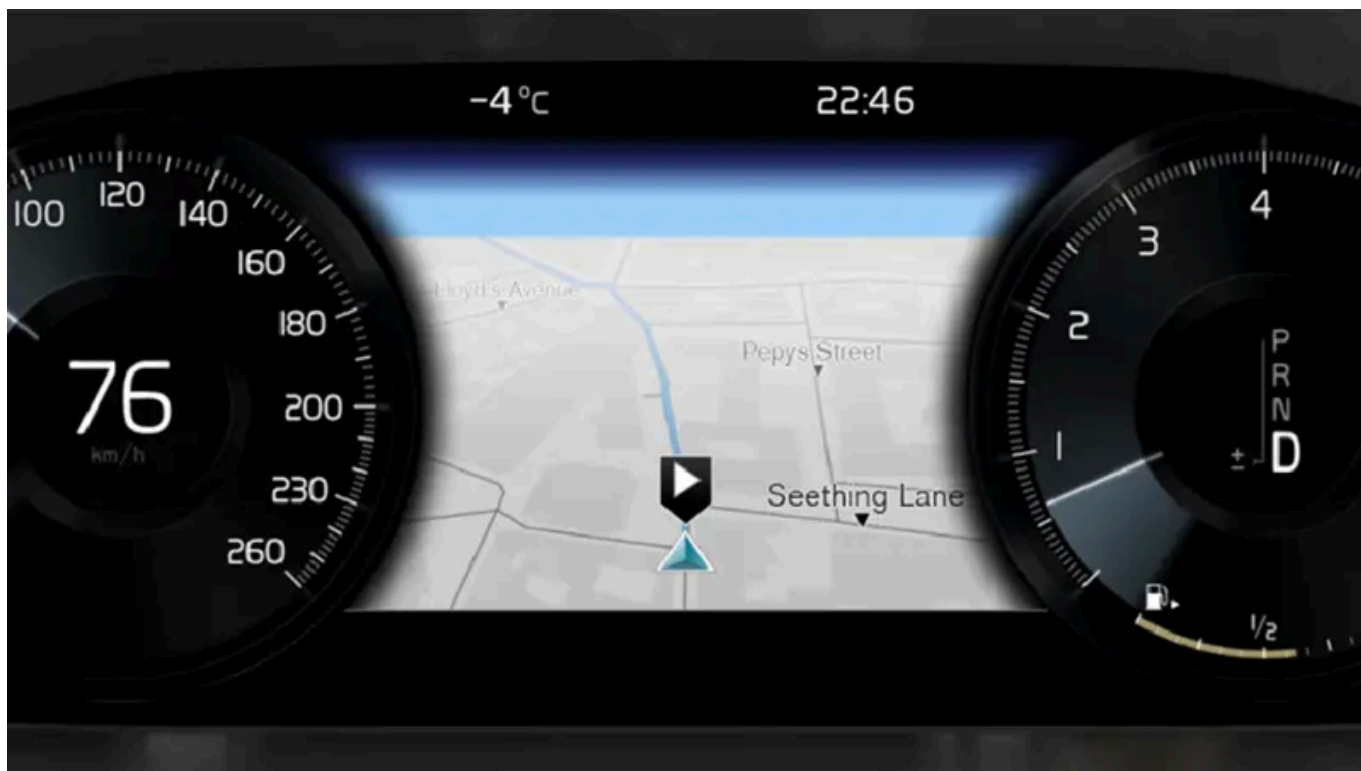 -4°C
22:46
100
120
140
160
180
200
230
260
76
km/h
Lloyd's Avenue
Pepys Street
Seething Lane
1
2
3
4
P
R
N
± D
1/2